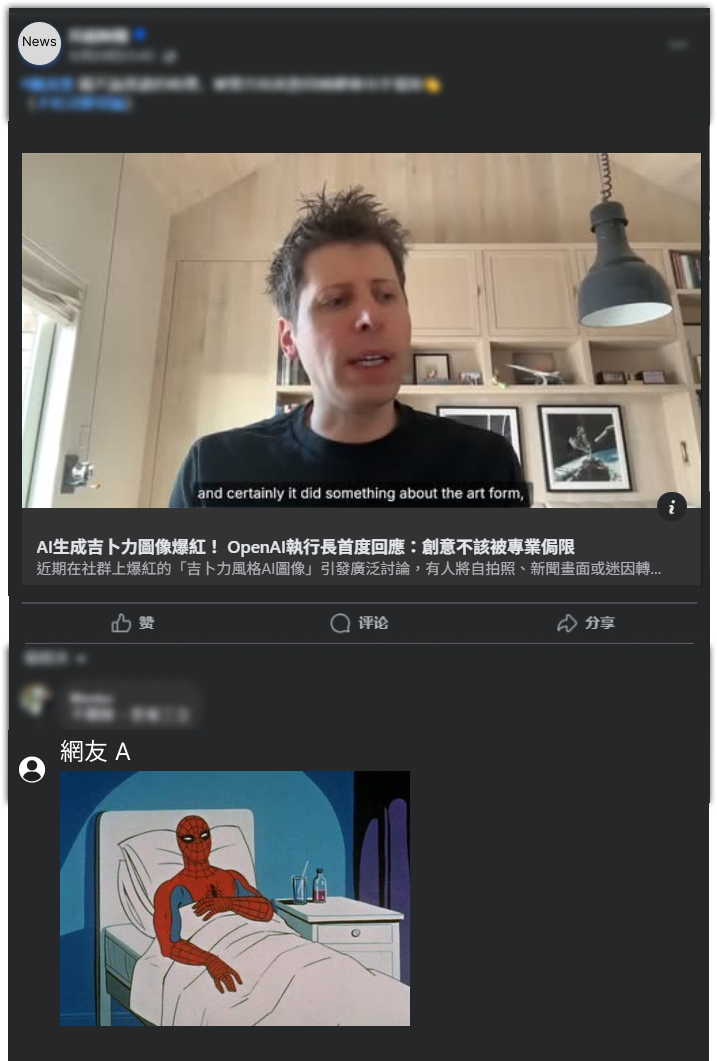 News
and certainly it did something about the art form,
AI生成吉卜力圖像爆紅！ OpenAI執行長首度回應：創意不該被專業侷限
近期在社群上爆紅的「吉卜力風格AI圖像」引發廣泛討論，有人將自拍照、新聞畫面或迷因轉...
赞
评论
分享
網友 A